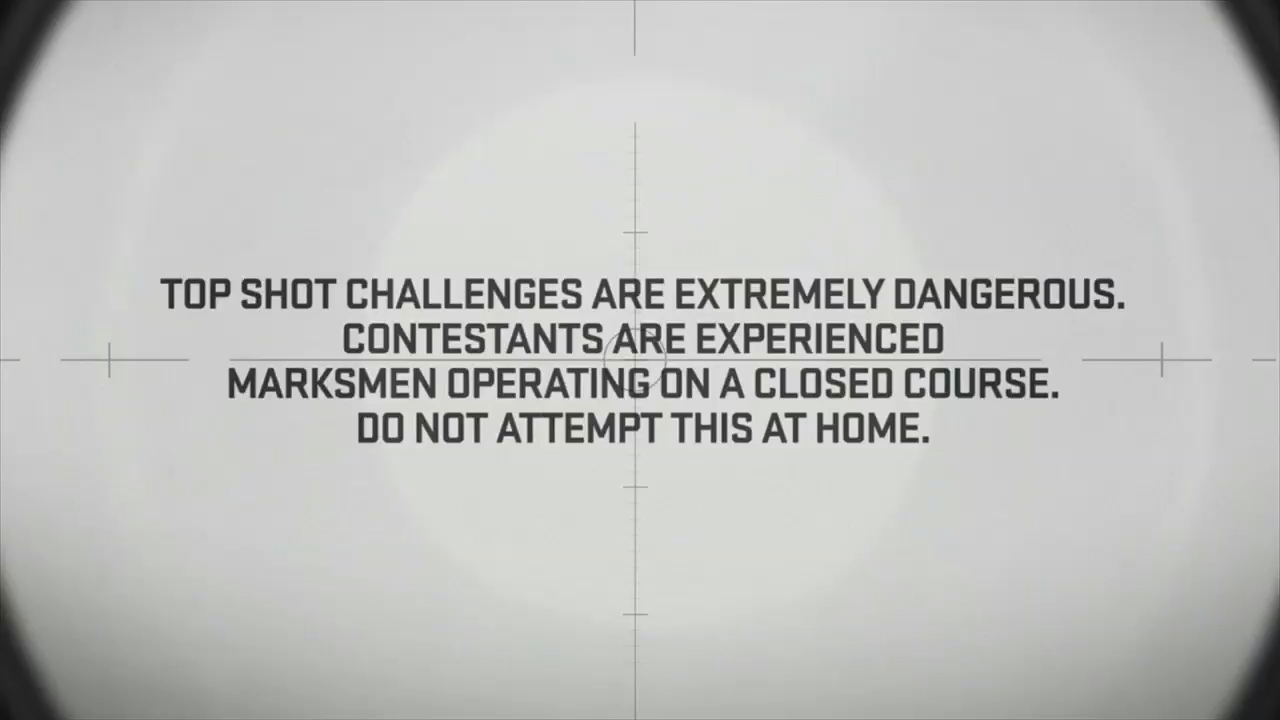 TOP SHOT CHALLENGES ARE EXTREMELY DANGEROUS.
CONTESTANTS ARE EXPERIENCED
MARKSMEN OPERATING ON A CLOSED COURSE.
DO NOT ATTEMPT THIS AT HOME.